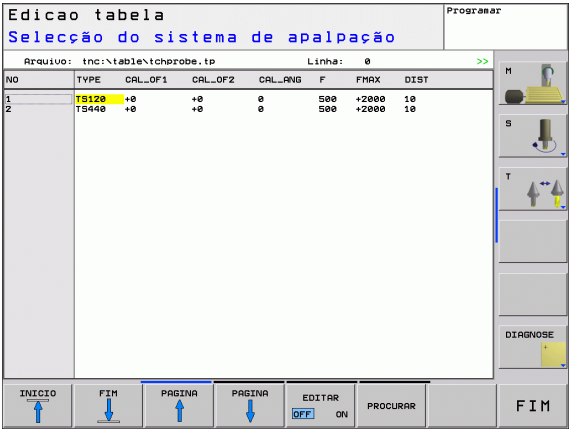 Edicao tabela
Programar
Selecção do sistema de apalpação
Arquivo: tnc:\table\tchprobe.tp Linha: 0 >>
NO TYPE CAL_OF1 CAL_OF2 CAL_ANG F FMAX DIST
1 TS120 +0 +0 0 500 +2000 10
2 TS440 +0 +0 0 500 +2000 10
M
S
T
DIAGNOSE
INICIO FIM PAGINA PAGINA EDITAR PROCURAR FIM
OFF ON